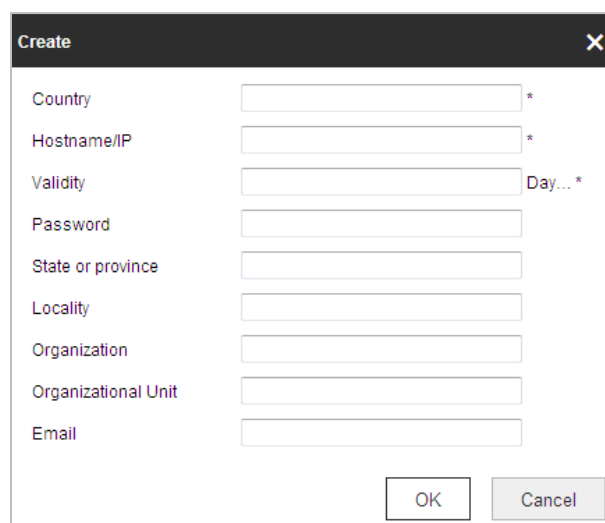 Create
Country *
Hostname/IP *
Validity Day... *
Password
State or province
Locality
Organization
Organizational Unit
Email
OK Cancel